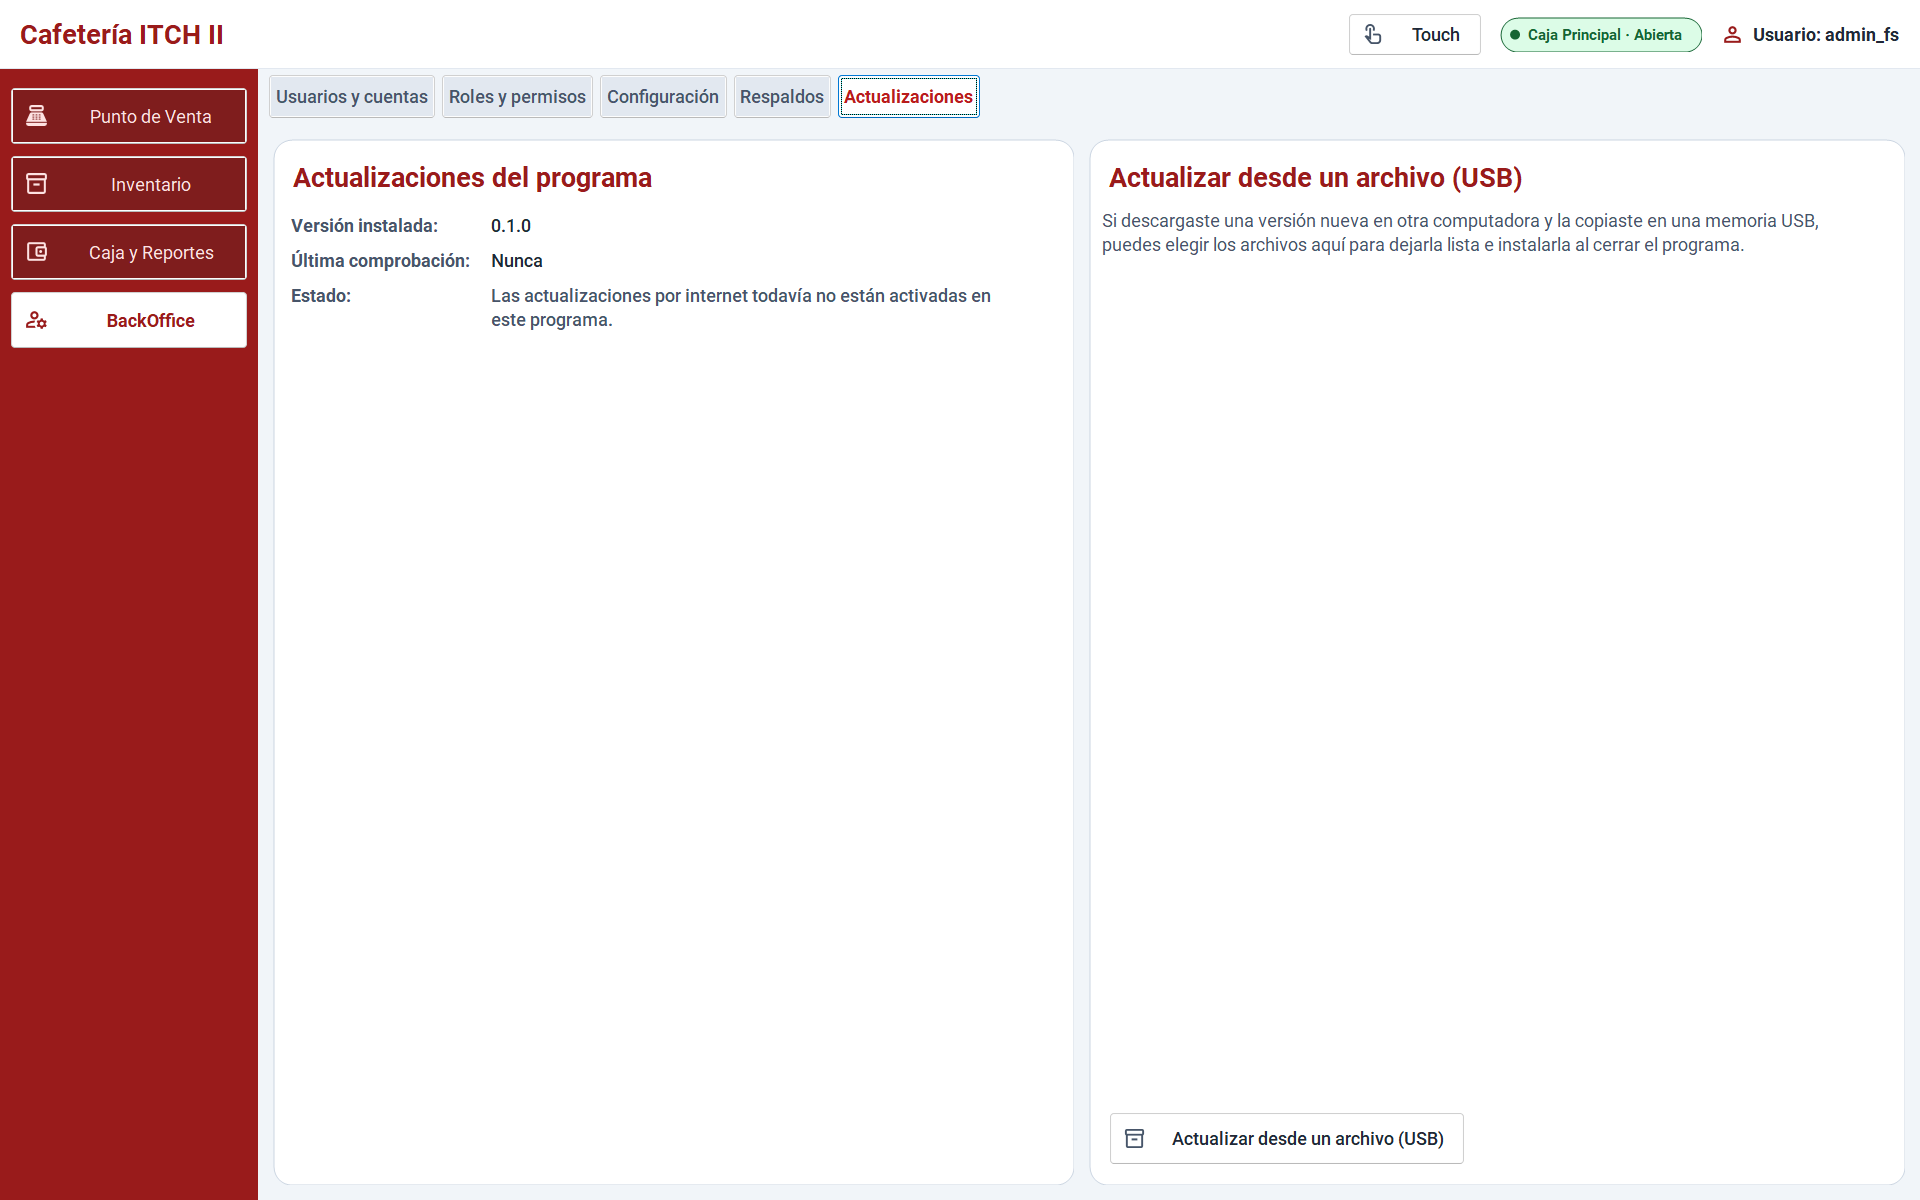 Cafetería ITCH II
Touch
Caja Principal · Abierta
Usuario: admin_fs
Punto de Venta
Inventario
Caja y Reportes
BackOffice
Usuarios y cuentas
Roles y permisos
Configuración
Respaldos
Actualizaciones
Actualizaciones del programa
Versión instalada: 0.1.0
Última comprobación: Nunca
Estado: Las actualizaciones por internet todavía no están activadas en
este programa.
Actualizar desde un archivo (USB)
Si descargaste una versión nueva en otra computadora y la copiaste en una memoria USB,
puedes elegir los archivos aquí para dejarla lista e instalarla al cerrar el programa.
Actualizar desde un archivo (USB)